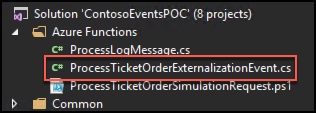 Solution 'ContosoEventsPOC' (8 projects)
Azure Functions
C# ProcessLogMessage.cs
C# ProcessTicketOrderExternalizationEvent.cs
ProcessTicketOrderSimulationRequest.ps1
Common